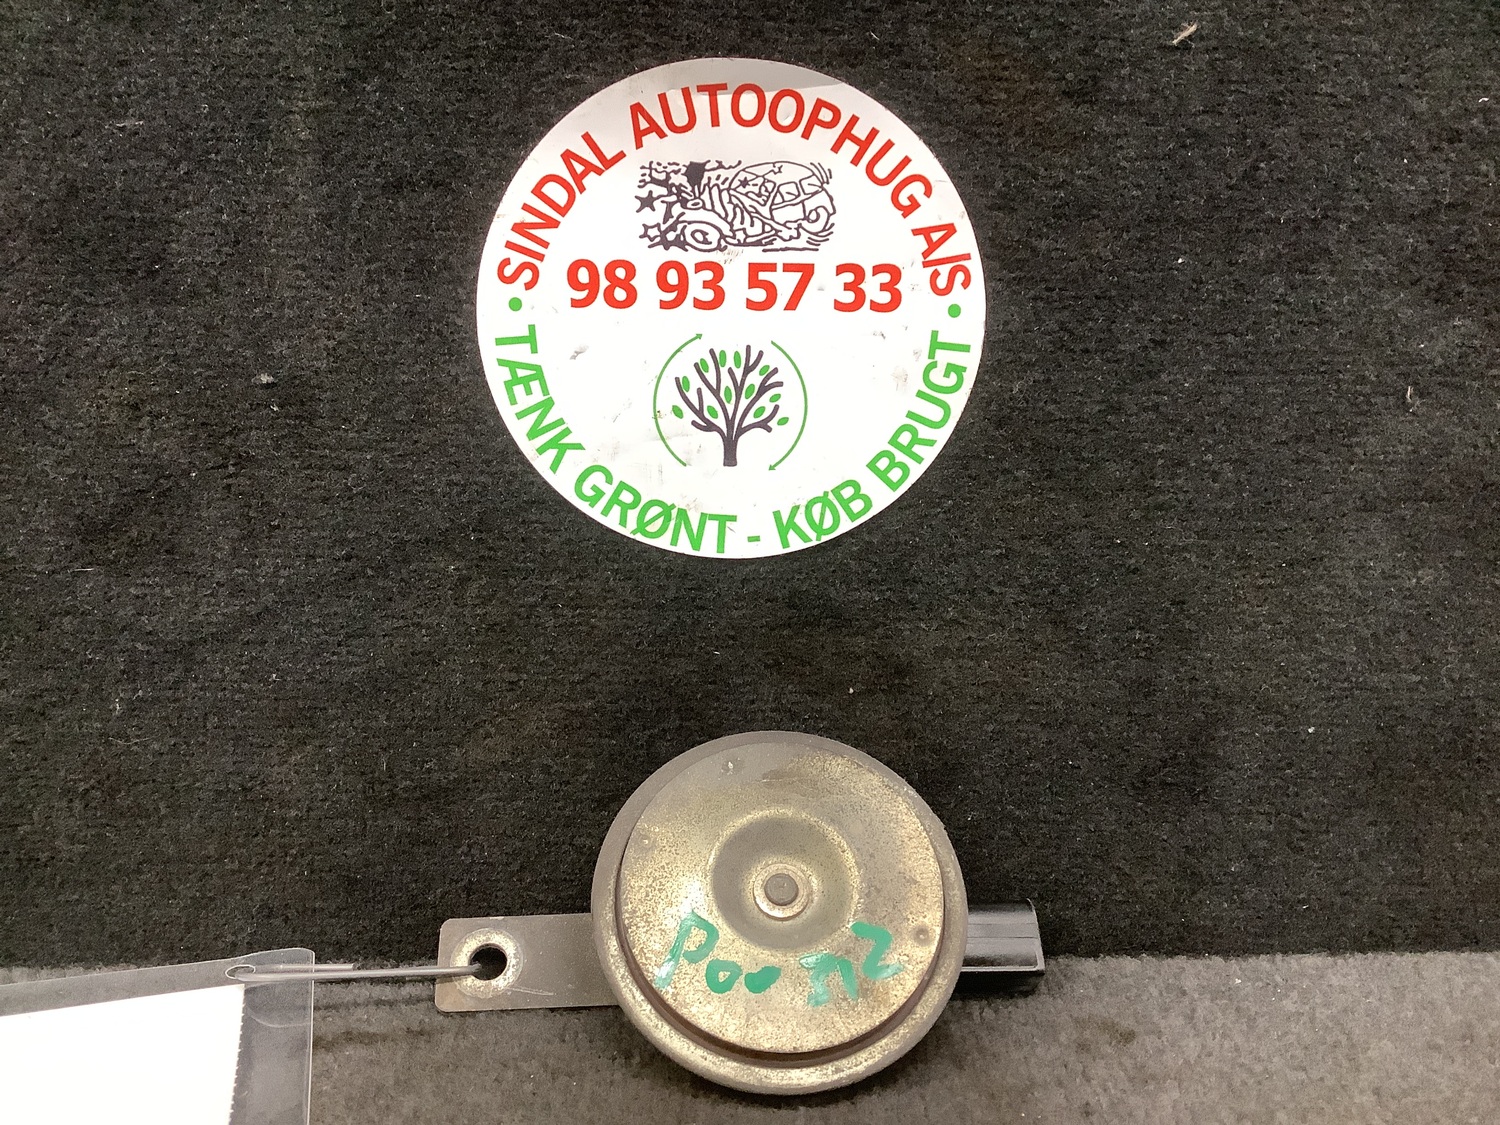 SINDAL AUTOOPHUG A/S
98 93 57 33
• TÆNK GRØNT - KØB BRUGT •